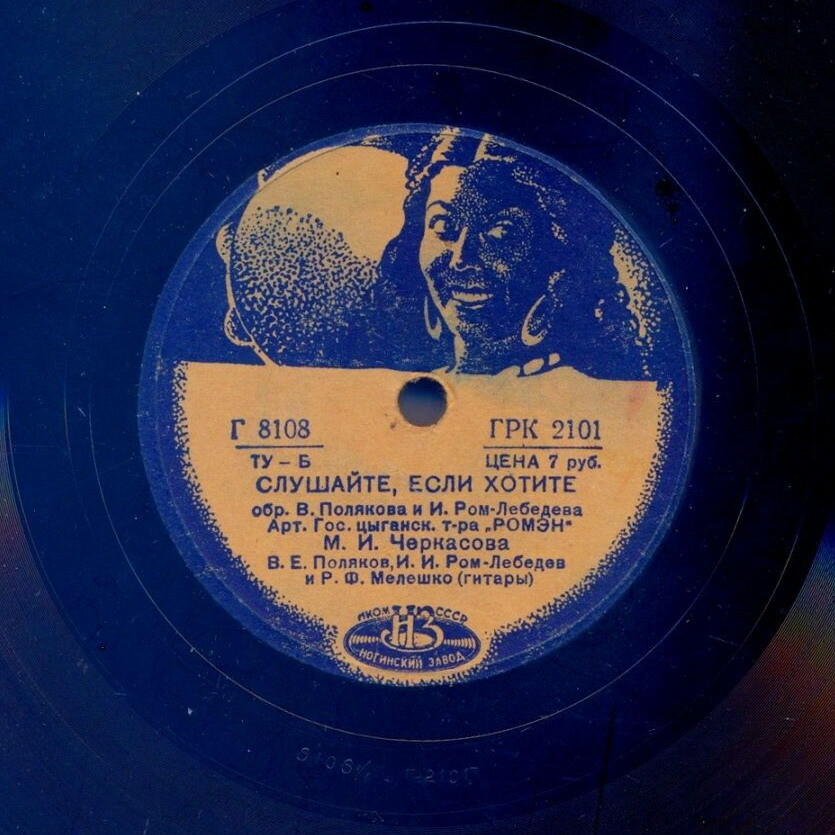 Г 8108 ГРК 2101
ТУ – Б ЦЕНА 7 руб.
СЛУШАЙТЕ, ЕСЛИ ХОТИТЕ
обр. В. Полякова и И. Ром-Лебедева
Арт. Гос. цыганск. т-ра „РОМЭН“
М. И. Черкасова
В. Е. Поляков, И. И. Ром-Лебедев
и Р. Ф. Мелешко (гитары)
СССР
НЗ
НОГИНСКИЙ ЗАВОД